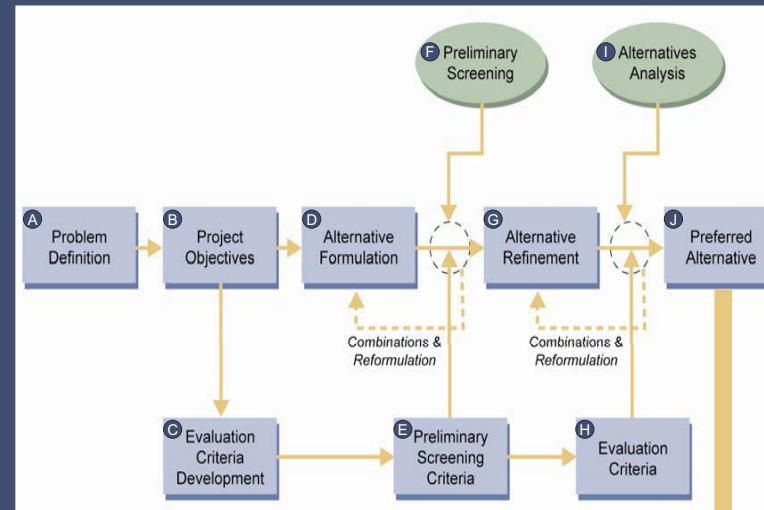 F Preliminary
Screening
I Alternatives
Analysis
A Problem
Definition
B Project
Objectives
D Alternative
Formulation
G Alternative
Refinement
J Preferred
Alternative
Combinations &
Reformulation
Combinations &
Reformulation
C Evaluation
Criteria
Development
E Preliminary
Screening
Criteria
H Evaluation
Criteria